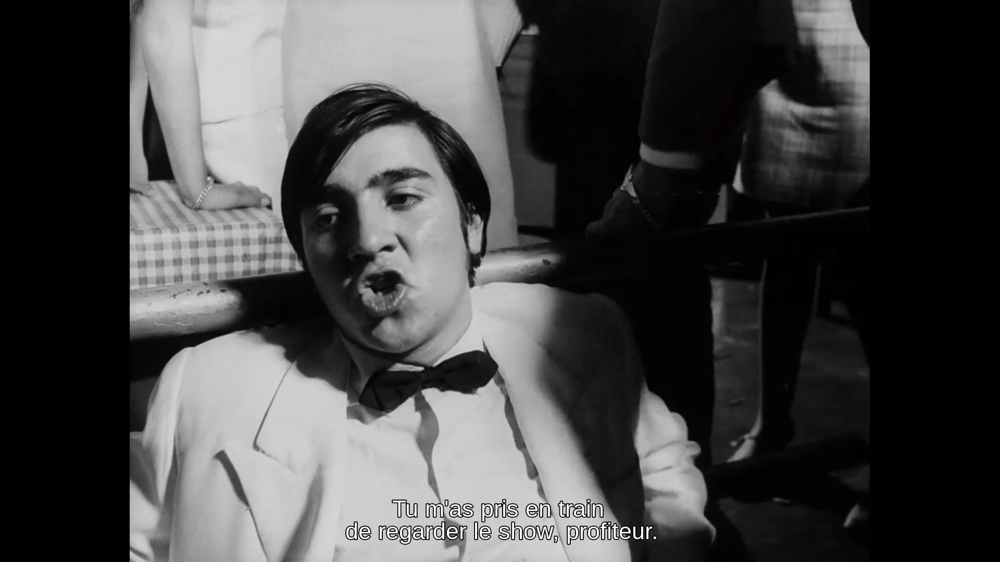 Tu m'as pris en train
de regarder le show, profiteur.